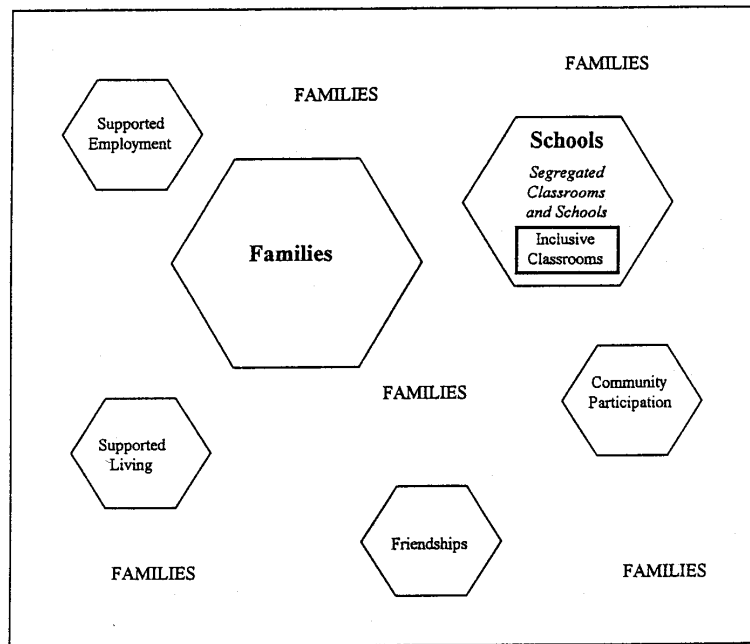 FAMILIES
FAMILIES
Supported
Employment
Schools
Segregated
Classrooms
and Schools
Inclusive
Classrooms
Families
FAMILIES
Community
Participation
Supported
Living
Friendships
FAMILIES
FAMILIES